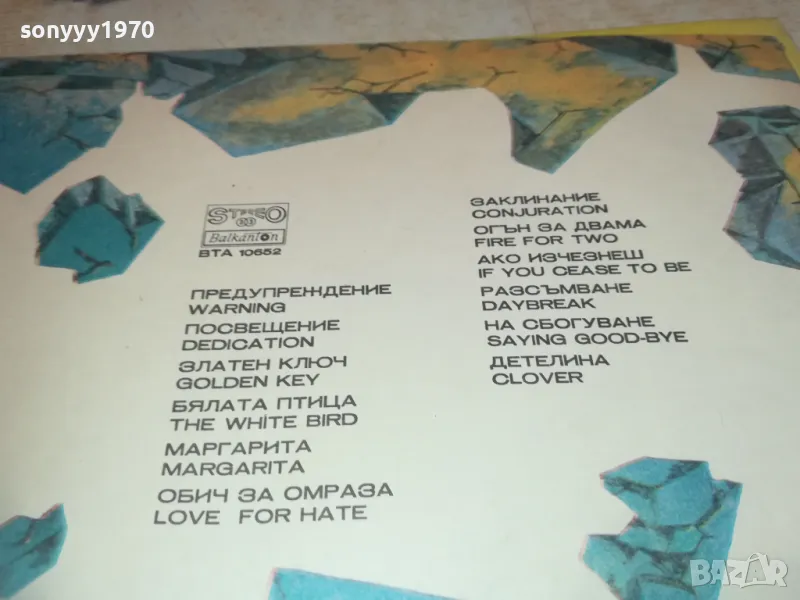 sonyyy1970
STEREO
Balkanton
ВТА 10652
ПРЕДУПРЕЖДЕНИЕ
WARNING
ПОСВЕЩЕНИЕ
DEDICATION
ЗЛАТЕН КЛЮЧ
GOLDEN KEY
БЯЛАТА ПТИЦА
THE WHITE BIRD
МАРГАРИТА
MARGARITA
ОБИЧ ЗА ОМРАЗА
LOVE FOR HATE
ЗАКЛИНАНИЕ
CONJURATION
ОГЪН ЗА ДВАМА
FIRE FOR TWO
АКО ИЗЧЕЗНЕШ
IF YOU CEASE TO BE
РАЗСЪМВАНЕ
DAYBREAK
НА СБОГУВАНЕ
SAYING GOOD-BYE
ДЕТЕЛИНА
CLOVER
BAZAR